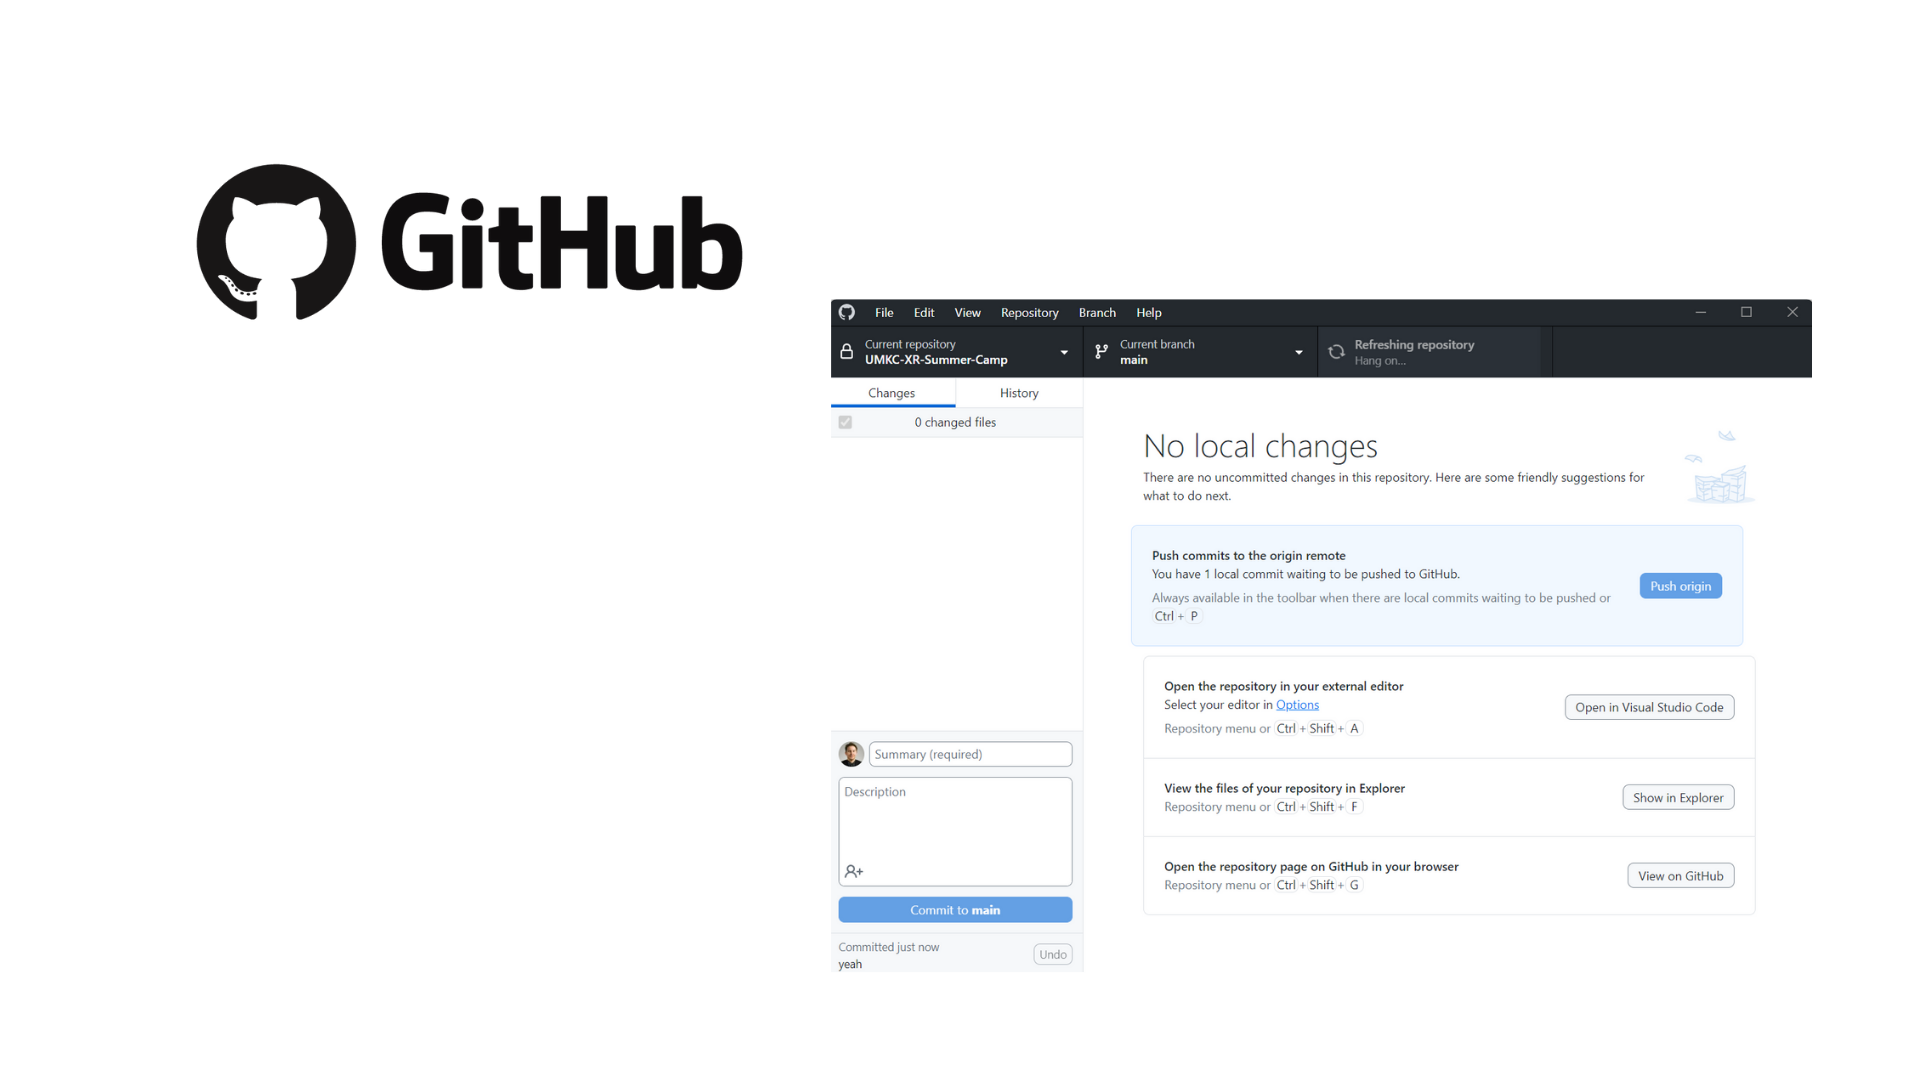 GitHub
File Edit View Repository Branch Help
Current repository
UMKC-XR-Summer-Camp
Current branch
main
Refreshing repository
Hang on...
Changes History
0 changed files
No local changes
There are no uncommitted changes in this repository. Here are some friendly suggestions for
what to do next.
Push commits to the origin remote
You have 1 local commit waiting to be pushed to GitHub.
Always available in the toolbar when there are local commits waiting to be pushed or
Ctrl + P
Push origin
Open the repository in your external editor
Select your editor in Options
Repository menu or Ctrl + Shift + A
Open in Visual Studio Code
View the files of your repository in Explorer
Repository menu or Ctrl + Shift + F
Show in Explorer
Open the repository page on GitHub in your browser
Repository menu or Ctrl + Shift + G
View on GitHub
Summary (required)
Description
Commit to main
Committed just now
yeah
Undo